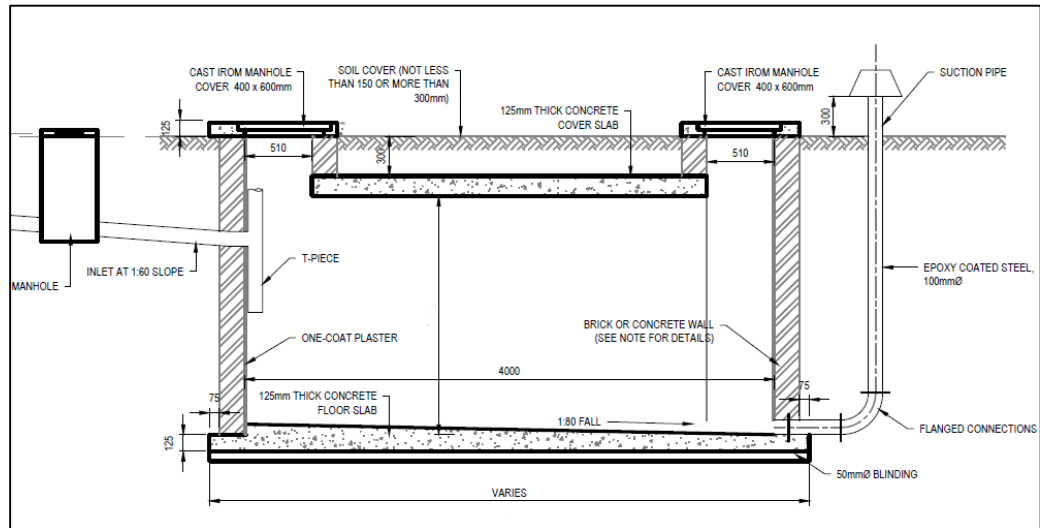 CAST IROM MANHOLE
COVER 400 x 600mm
SOIL COVER (NOT LESS
THAN 150 OR MORE THAN
300mm)
CAST IROM MANHOLE
COVER 400 x 600mm
SUCTION PIPE
125mm THICK CONCRETE
COVER SLAB
125
300
510
300
510
MANHOLE
INLET AT 1:60 SLOPE
T-PIECE
EPOXY COATED STEEL,
100mmØ
ONE-COAT PLASTER
BRICK OR CONCRETE WALL
(SEE NOTE FOR DETAILS)
4000
75
125mm THICK CONCRETE
FLOOR SLAB
75
1:80 FALL
125
FLANGED CONNECTIONS
50mmØ BLINDING
VARIES